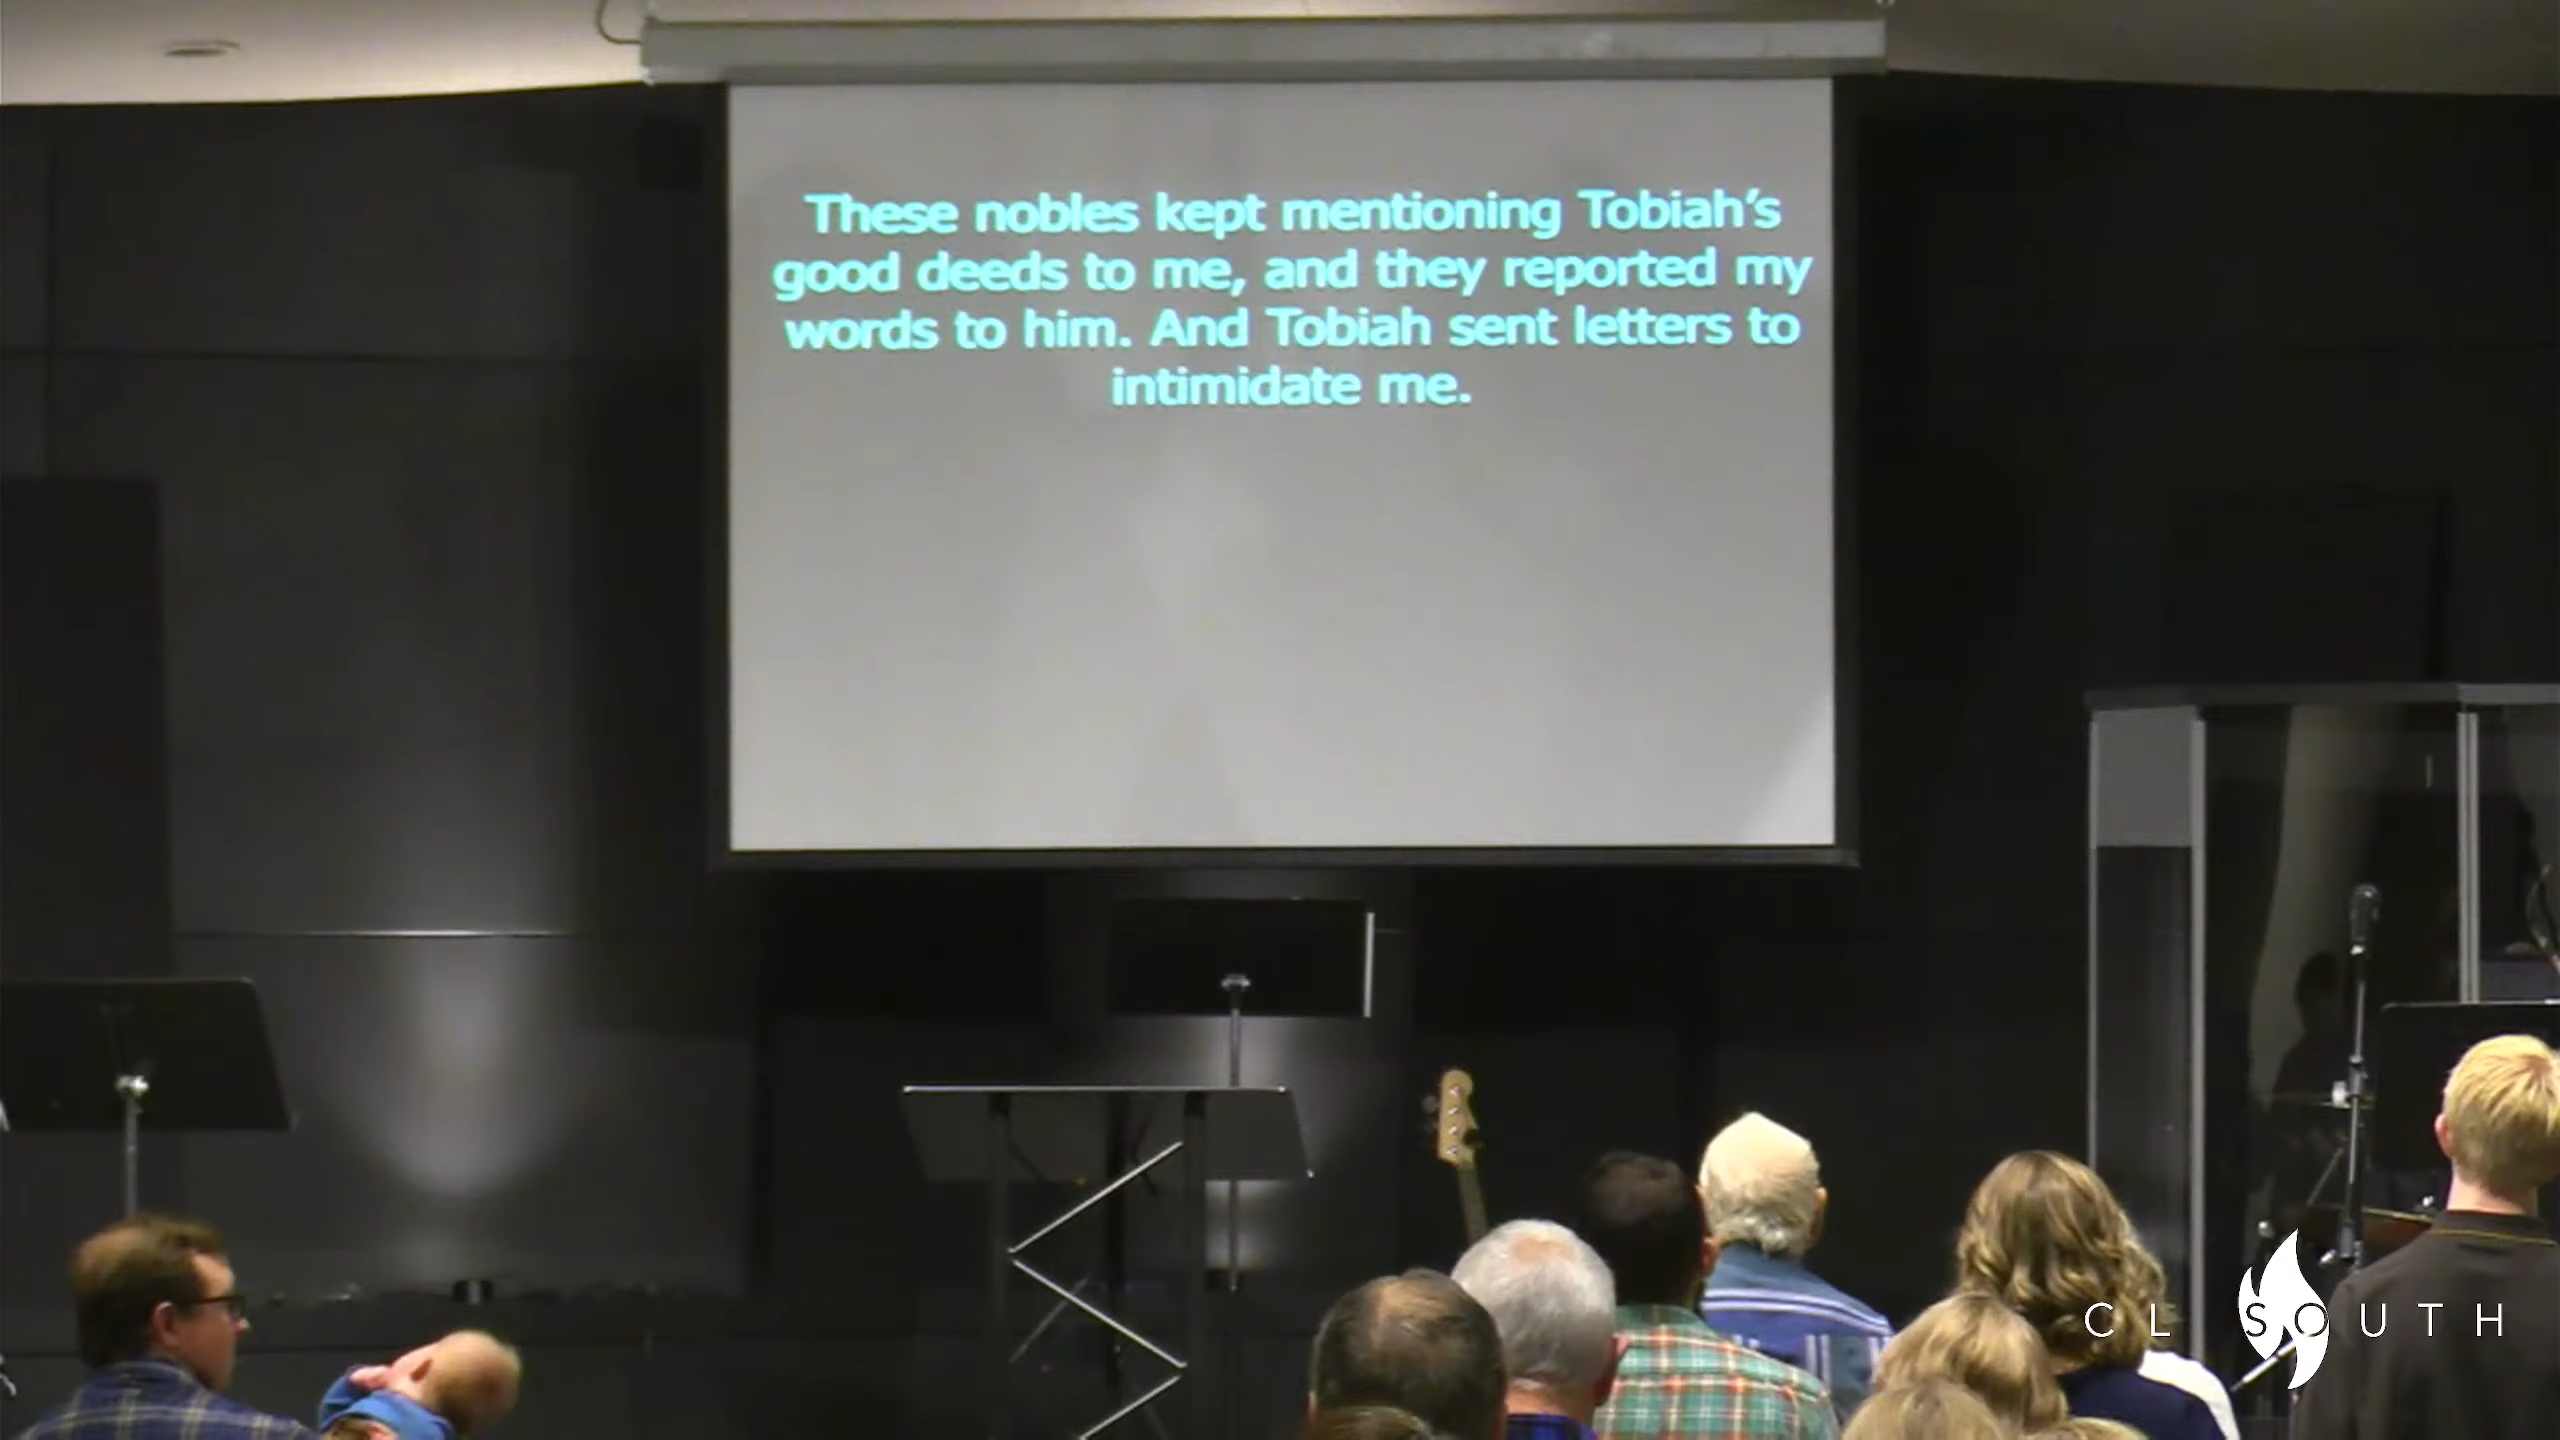 These nobles kept mentioning Tobiah’s
good deeds to me, and they reported my
words to him. And Tobiah sent letters to
intimidate me.
CL SOUTH